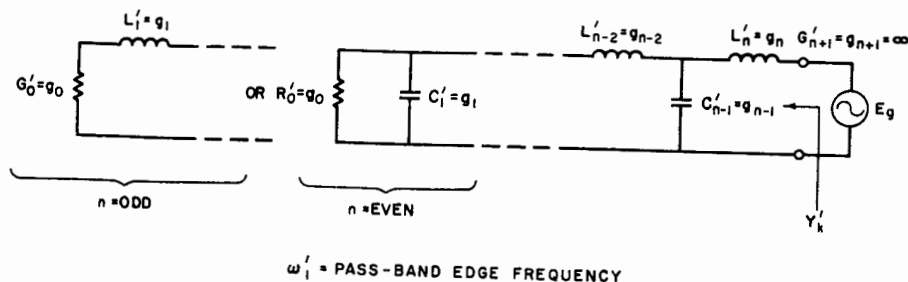 L'₁=g₁
G'₀=g₀
OR R'₀=g₀
C'₁=g₁
L'ₙ₋₂=gₙ₋₂
C'ₙ₋₁=gₙ₋₁
L'ₙ=gₙ
G'ₙ₊₁=gₙ₊₁=∞
E_g
Y'ₖ
n=ODD
n=EVEN
ω'₁=PASS-BAND EDGE FREQUENCY